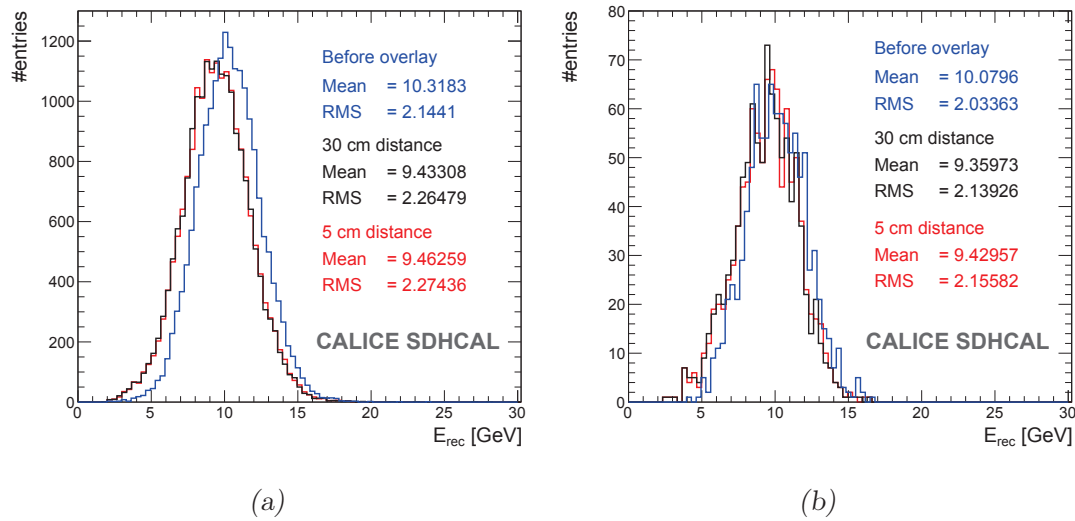 #entries
1200
1000
800
600
400
200
0
0 5 10 15 20 25 30
E_rec [GeV]
Before overlay
Mean = 10.3183
RMS = 2.1441
30 cm distance
Mean = 9.43308
RMS = 2.26479
5 cm distance
Mean = 9.46259
RMS = 2.27436
CALICE SDHCAL
(a)
#entries
80
70
60
50
40
30
20
10
0
0 5 10 15 20 25 30
E_rec [GeV]
Before overlay
Mean = 10.0796
RMS = 2.03363
30 cm distance
Mean = 9.35973
RMS = 2.13926
5 cm distance
Mean = 9.42957
RMS = 2.15582
CALICE SDHCAL
(b)